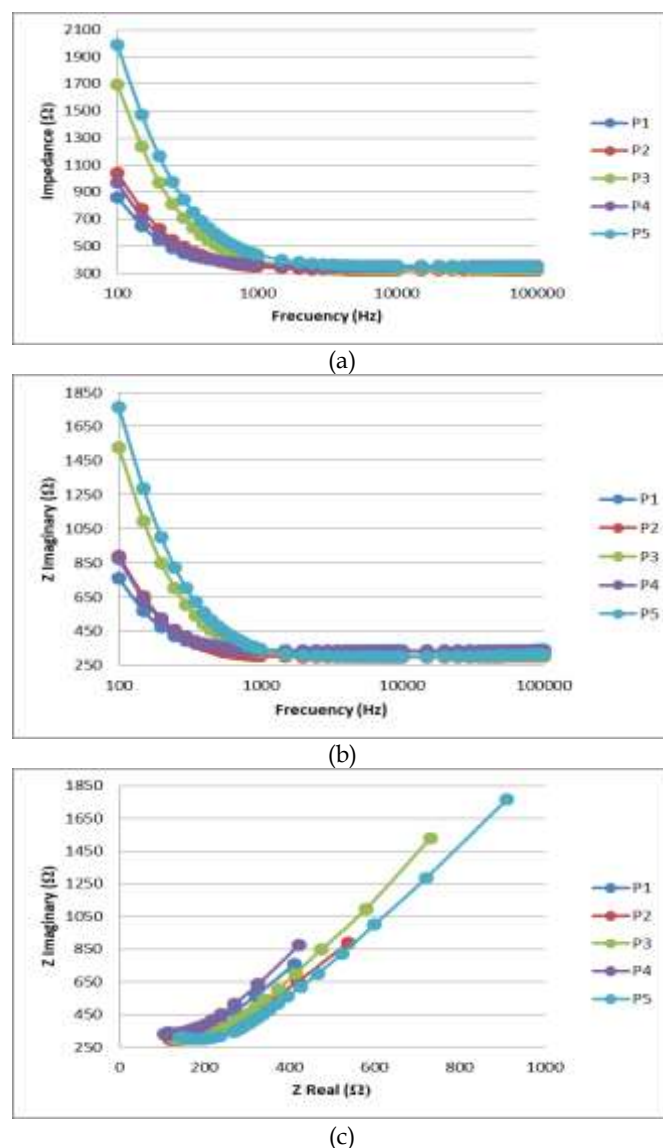 2100
1900
1700
1500
1300
1100
900
700
500
300
Impedance (Ω)
100 1000 10000 100000
Frecuency (Hz)
P1
P2
P3
P4
P5
(a)
1850
1650
1450
1250
1050
850
650
450
250
Z Imaginary (Ω)
100 1000 10000 100000
Frecuency (Hz)
P1
P2
P3
P4
P5
(b)
1850
1650
1450
1250
1050
850
650
450
250
Z Imaginary (Ω)
0 200 400 600 800 1000
Z Real (Ω)
P1
P2
P3
P4
P5
(c)